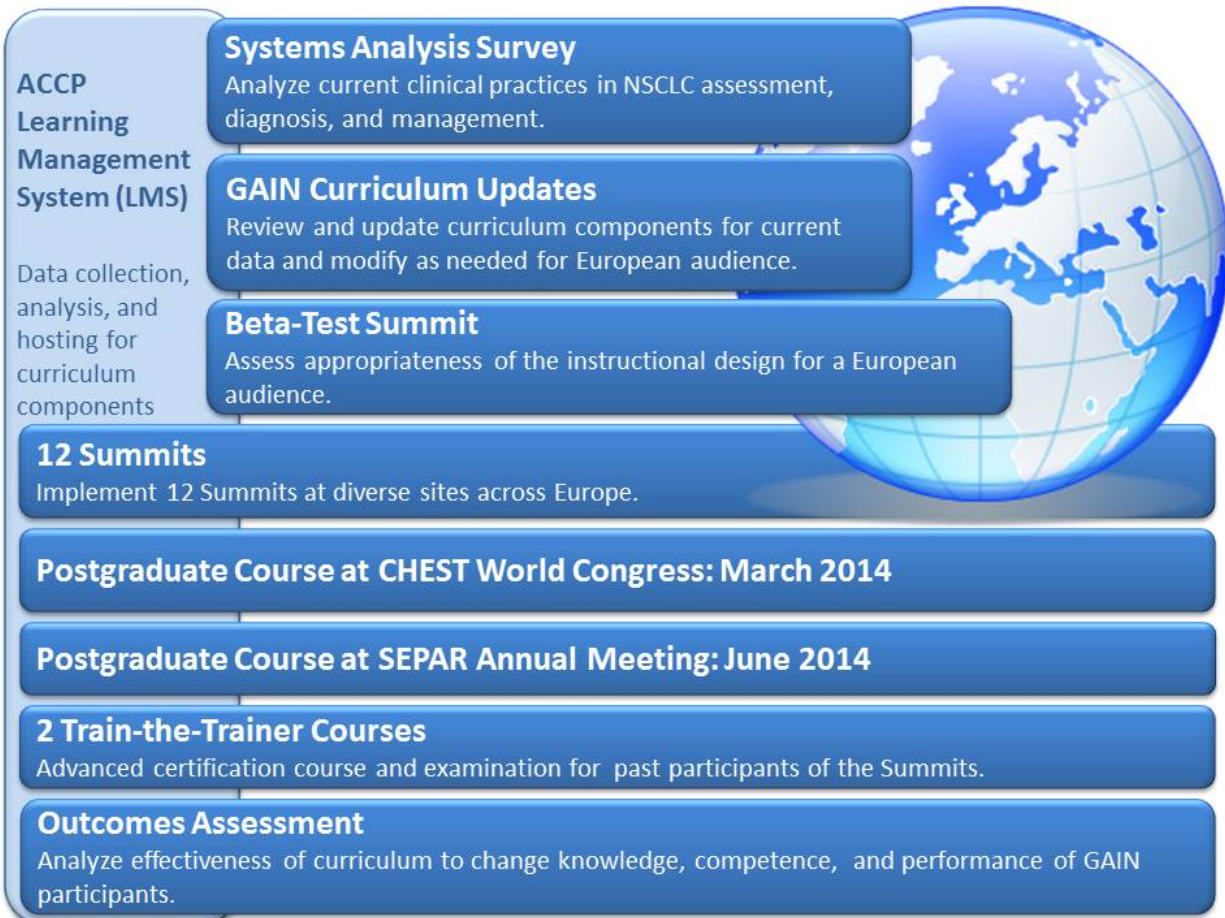 ACCP
Learning
Management
System (LMS)
Data collection,
analysis, and
hosting for
curriculum
components
Systems Analysis Survey
Analyze current clinical practices in NSCLC assessment,
diagnosis, and management.
GAIN Curriculum Updates
Review and update curriculum components for current
data and modify as needed for European audience.
Beta-Test Summit
Assess appropriateness of the instructional design for a European
audience.
12 Summits
Implement 12 Summits at diverse sites across Europe.
Postgraduate Course at CHEST World Congress: March 2014
Postgraduate Course at SEPAR Annual Meeting: June 2014
2 Train-the-Trainer Courses
Advanced certification course and examination for past participants of the Summits.
Outcomes Assessment
Analyze effectiveness of curriculum to change knowledge, competence, and performance of GAIN
participants.